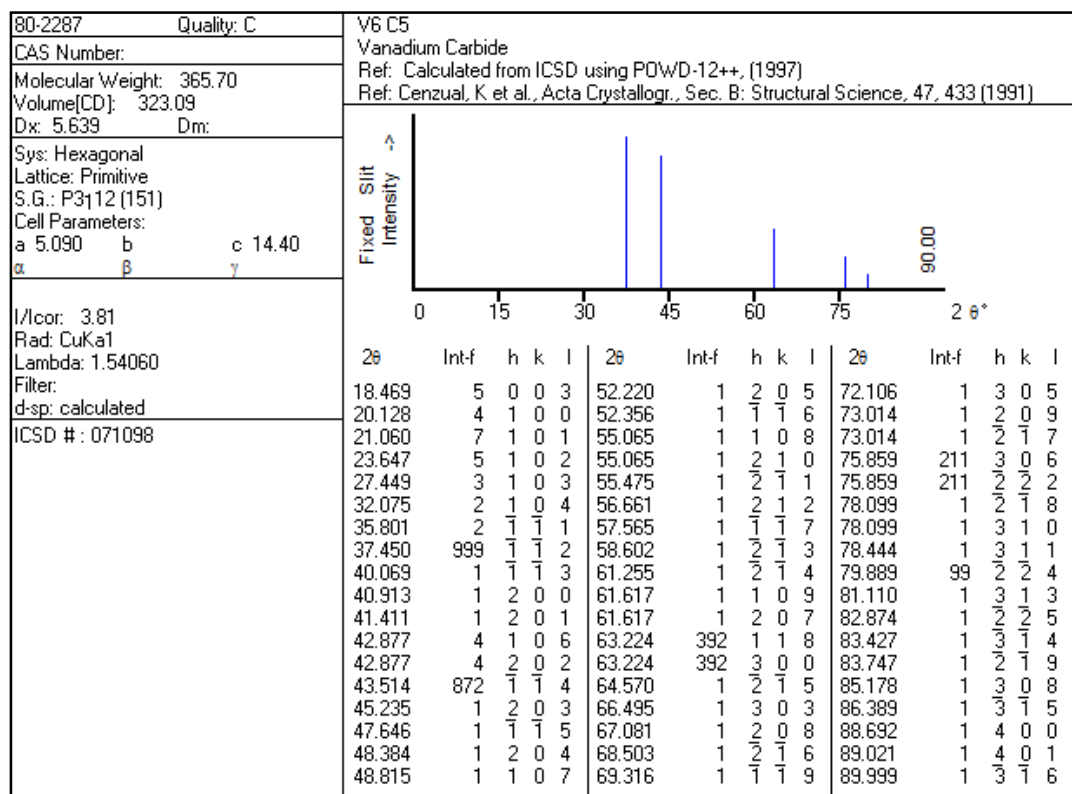 80-2287 Quality: C
CAS Number:
Molecular Weight: 365.70
Volume[CD]: 323.09
Dx: 5.639 Dm:
Sys: Hexagonal
Lattice: Primitive
S.G.: P3₁12 (151)
Cell Parameters:
a 5.090 b c 14.40
α β γ
I/Icor: 3.81
Rad: CuKa1
Lambda: 1.54060
Filter:
d-sp: calculated
ICSD # : 071098
V6 C5
Vanadium Carbide
Ref: Calculated from ICSD using POWD-12++, (1997)
Ref: Cenzual, K et al., Acta Crystallogr., Sec. B: Structural Science, 47, 433 (1991)
Fixed Slit
Intensity ->
90.00
0 15 30 45 60 75 2 θ°
2θ Int-f h k l
18.469 5 0 0 3
20.128 4 1 0 0
21.060 7 1 0 1
23.647 5 1 0 2
27.449 3 1 0 3
32.075 2 1 0 4
35.801 2 1̄ 1̄ 1
37.450 999 1̄ 1̄ 2
40.069 1 1̄ 1̄ 3
40.913 1 2 0 0
41.411 1 2 0 1
42.877 4 1 0 6
42.877 4 2 0 2
43.514 872 1̄ 1̄ 4
45.235 1 2 0 3
47.646 1 1̄ 1̄ 5
48.384 1 2 0 4
48.815 1 1 0 7
2θ Int-f h k l
52.220 1 2 0 5
52.356 1 1̄ 1̄ 6
55.065 1 1 0 8
55.065 1 2 1 0
55.475 1 2̄ 1̄ 1
56.661 1 2̄ 1̄ 2
57.565 1 1̄ 1̄ 7
58.602 1 2̄ 1̄ 3
61.255 1 2̄ 1̄ 4
61.617 1 1 0 9
61.617 1 2 0 7
63.224 392 1 1 8
63.224 392 3 0 0
64.570 1 2̄ 1̄ 5
66.495 1 3 0 3
67.081 1 2 0 8
68.503 1 2̄ 1̄ 6
69.316 1 1̄ 1̄ 9
2θ Int-f h k l
72.106 1 3 0 5
73.014 1 2 0 9
73.014 1 2̄ 1̄ 7
75.859 211 3 0 6
75.859 211 2̄ 2̄ 2
78.099 1 2̄ 1̄ 8
78.099 1 3 1 0
78.444 1 3̄ 1̄ 1
79.889 99 2̄ 2̄ 4
81.110 1 3̄ 1̄ 3
82.874 1 2̄ 2̄ 5
83.427 1 3̄ 1̄ 4
83.747 1 2̄ 1̄ 9
85.178 1 3 0 8
86.389 1 3̄ 1̄ 5
88.692 1 4 0 0
89.021 1 4 0 1
89.999 1 3̄ 1̄ 6